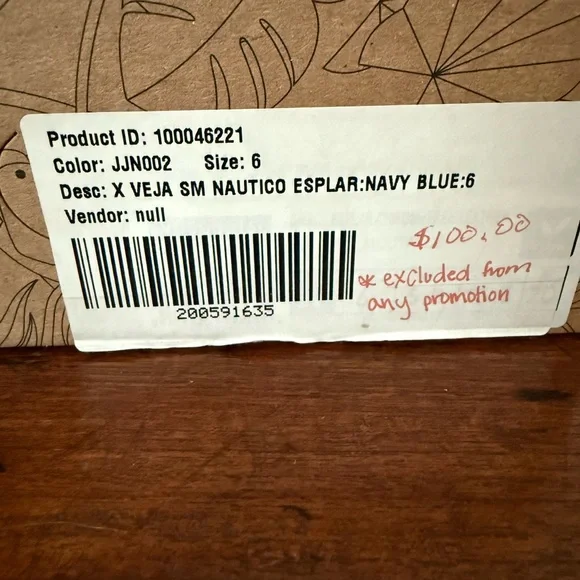 Product ID: 100046221
Color: JJN002 Size: 6
Desc: X VEJA SM NAUTICO ESPLAR:NAVY BLUE:6
Vendor: null
$100.00
* excluded from
any promotion
200591635